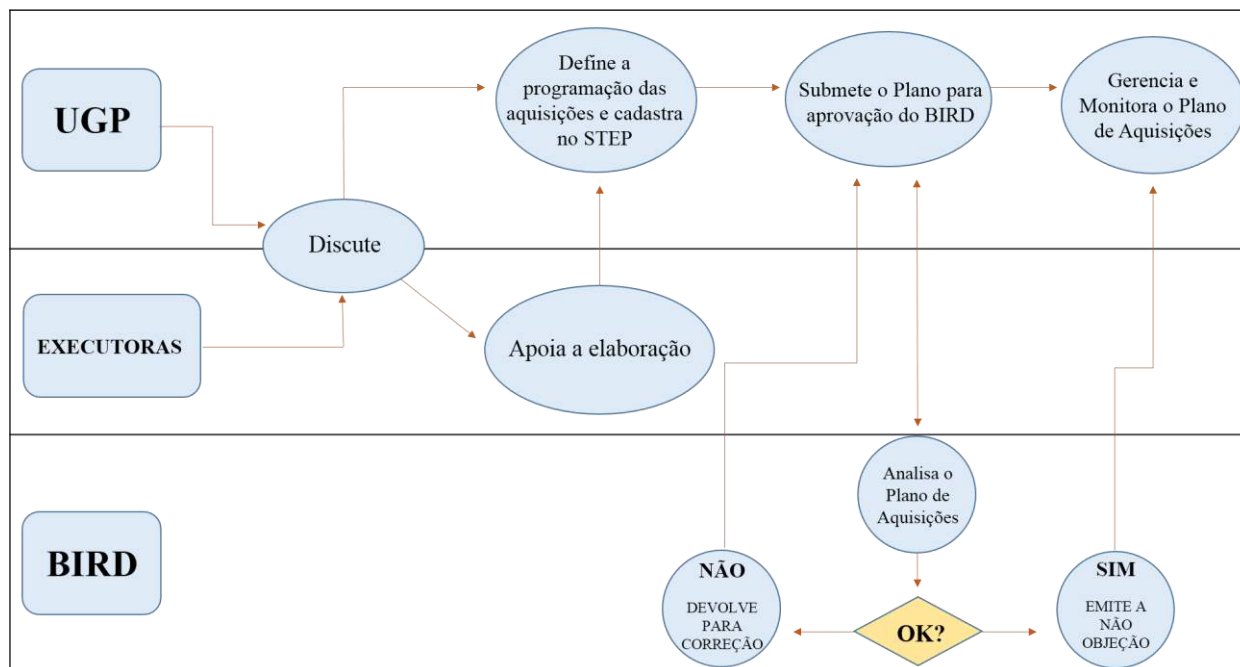 UGP
Define a
programação das
aquisições e cadastra
no STEP
Submete o Plano para
aprovação do BIRD
Gerencia e
Monitora o Plano
de Aquisições
Discute
EXECUTORAS
Apoia a elaboração
BIRD
Analisa o
Plano de
Aquisições
NÃO
DEVOLVE
PARA
CORREÇÃO
OK?
SIM
EMITE A
NÃO
OBJEÇÃO